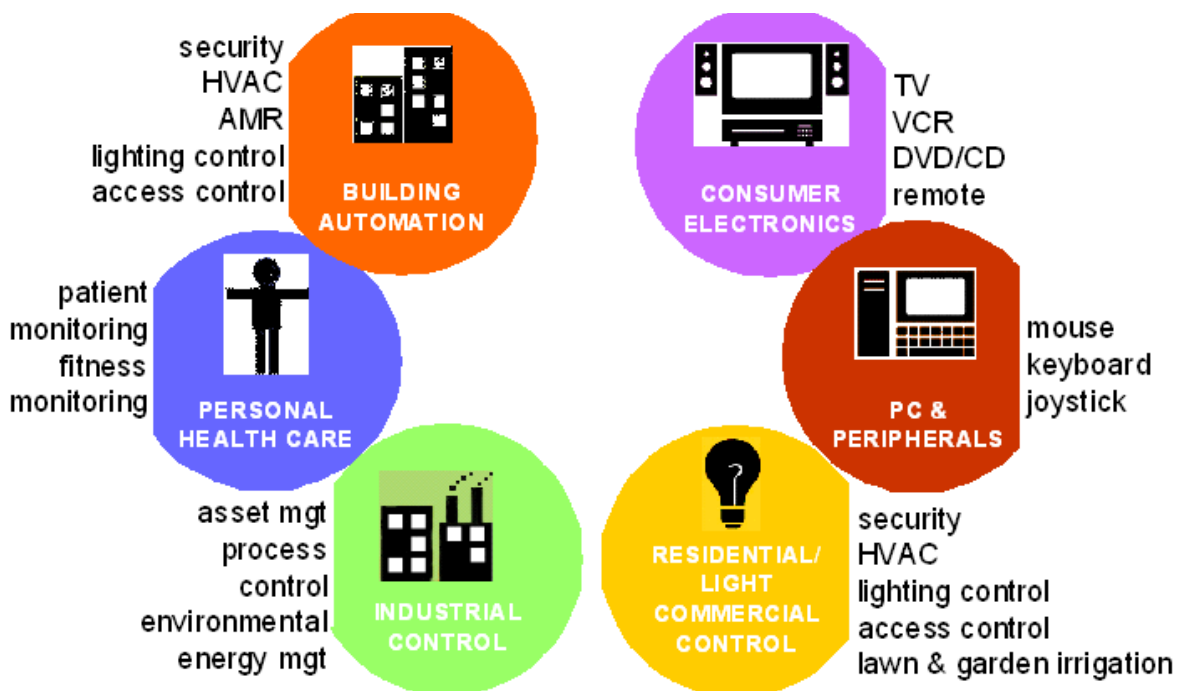 security
HVAC
AMR
lighting control
access control
BUILDING
AUTOMATION
TV
VCR
DVD/CD
remote
CONSUMER
ELECTRONICS
patient
monitoring
fitness
monitoring
PERSONAL
HEALTH CARE
mouse
keyboard
joystick
PC &
PERIPHERALS
asset mgt
process
control
environmental
energy mgt
INDUSTRIAL
CONTROL
RESIDENTIAL/
LIGHT
COMMERCIAL
CONTROL
security
HVAC
lighting control
access control
lawn & garden irrigation